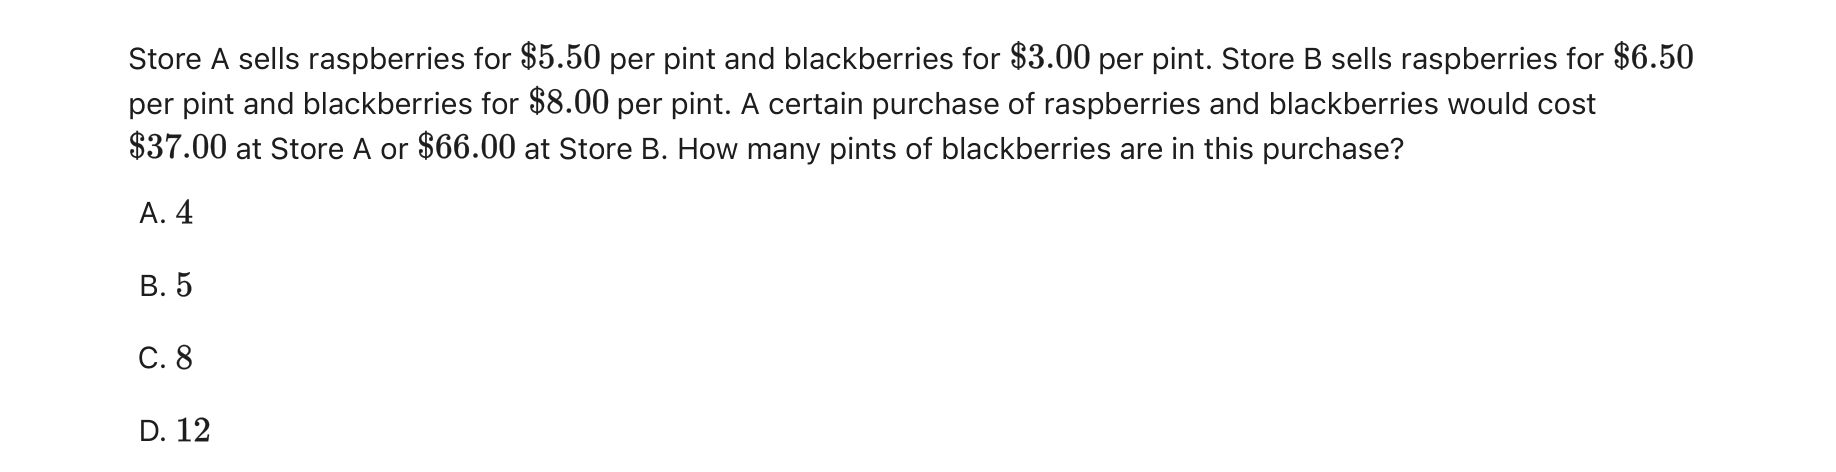 Store A sells raspberries for $5.50 per pint and blackberries for $3.00 per pint. Store B sells raspberries for $6.50
per pint and blackberries for $8.00 per pint. A certain purchase of raspberries and blackberries would cost
$37.00 at Store A or $66.00 at Store B. How many pints of blackberries are in this purchase?
A. 4
B. 5
C. 8
D. 12